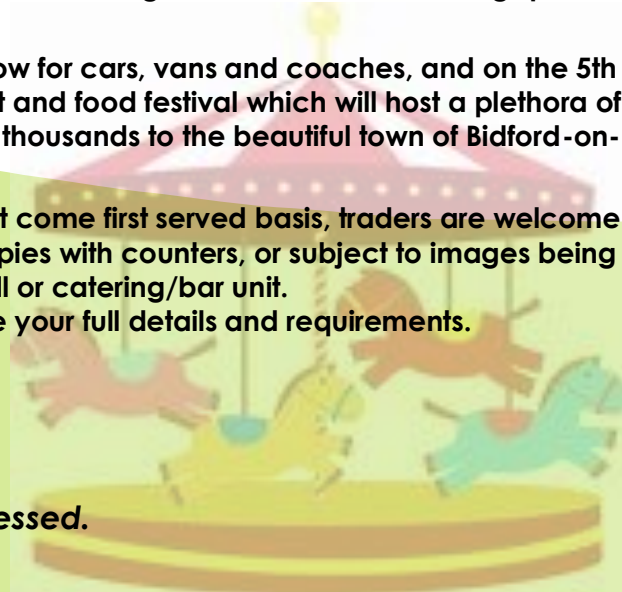 ow for cars, vans and coaches, and on the 5th
t and food festival which will host a plethora of
thousands to the beautiful town of Bidford-on-
t come first served basis, traders are welcome
pies with counters, or subject to images being
ll or catering/bar unit.
e your full details and requirements.
essed.